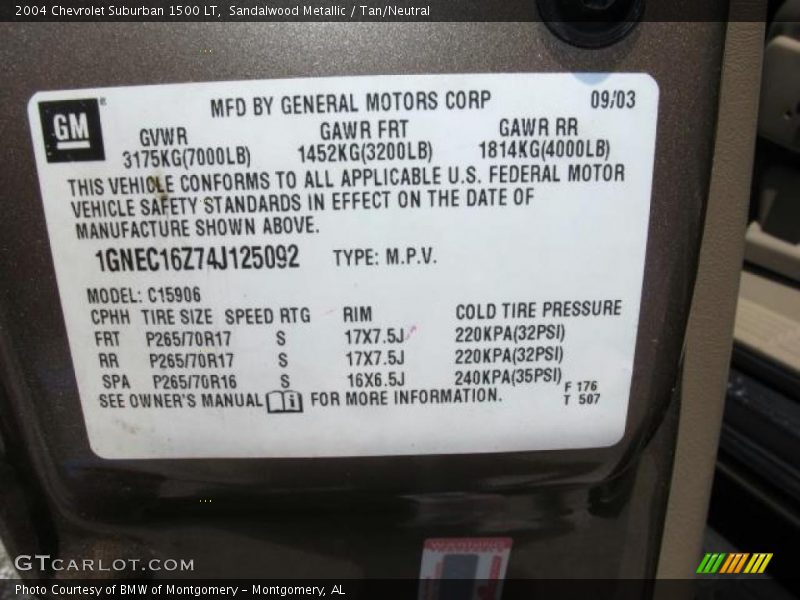 2004 Chevrolet Suburban 1500 LT, Sandalwood Metallic / Tan/Neutral
GM ®
MFD BY GENERAL MOTORS CORP 09/03
GVWR GAWR FRT GAWR RR
3175KG(7000LB) 1452KG(3200LB) 1814KG(4000LB)
THIS VEHICLE CONFORMS TO ALL APPLICABLE U.S. FEDERAL MOTOR
VEHICLE SAFETY STANDARDS IN EFFECT ON THE DATE OF
MANUFACTURE SHOWN ABOVE.
1GNEC16Z74J125092 TYPE: M.P.V.
MODEL: C15906
CPHH TIRE SIZE SPEED RTG RIM COLD TIRE PRESSURE
FRT P265/70R17 S 17X7.5J 220KPA(32PSI)
RR P265/70R17 S 17X7.5J 220KPA(32PSI)
SPA P265/70R16 S 16X6.5J 240KPA(35PSI)
SEE OWNER'S MANUAL i FOR MORE INFORMATION.
F 176
T 507
GTCARLOT.COM
Photo Courtesy of BMW of Montgomery – Montgomery, AL